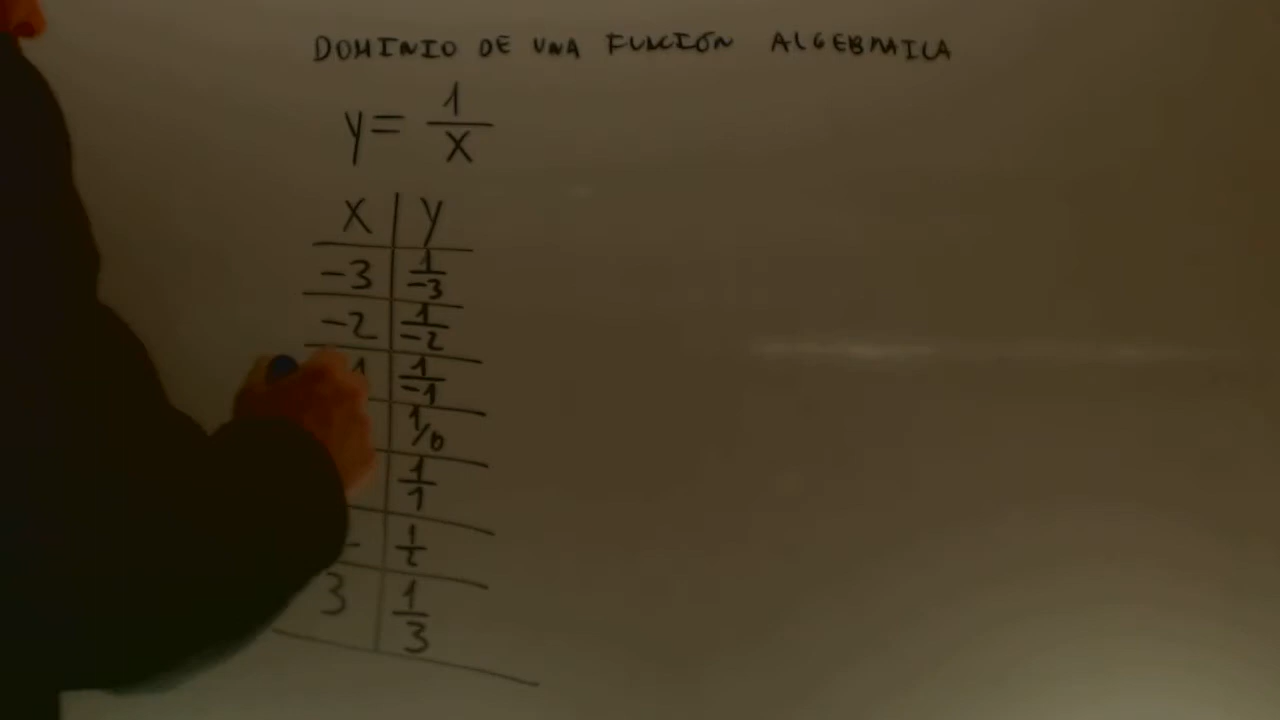 DOMINIO DE UNA FUNCIÓN ALGEBRAICA
y = 1/x
x | y
-3 | 1/-3
-2 | 1/-2
1 | 1/-1
1/0
1/1
1/2
3 | 1/3